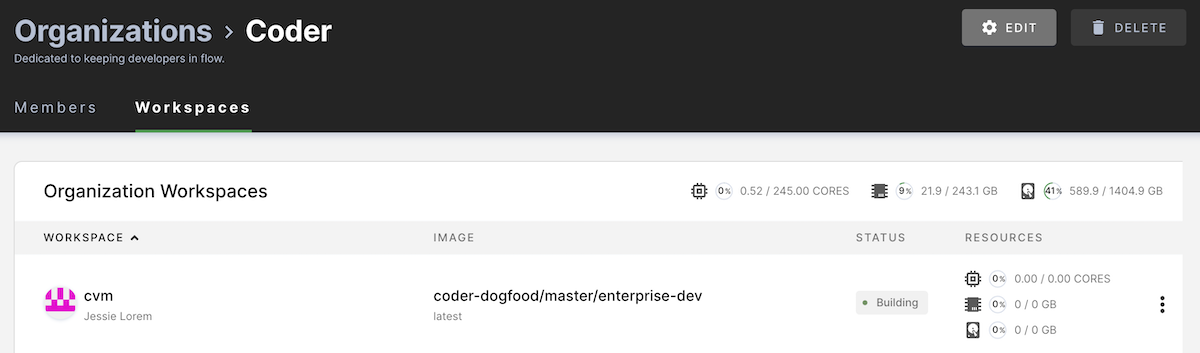 Organizations › Coder
EDIT
DELETE
Dedicated to keeping developers in flow.
Members
Workspaces
Organization Workspaces
0% 0.52 / 245.00 CORES
9% 21.9 / 243.1 GB
41% 589.9 / 1404.9 GB
WORKSPACE
IMAGE
STATUS
RESOURCES
cvm
Jessie Lorem
coder-dogfood/master/enterprise-dev
latest
Building
0% 0.00 / 0.00 CORES
0% 0 / 0 GB
0% 0 / 0 GB